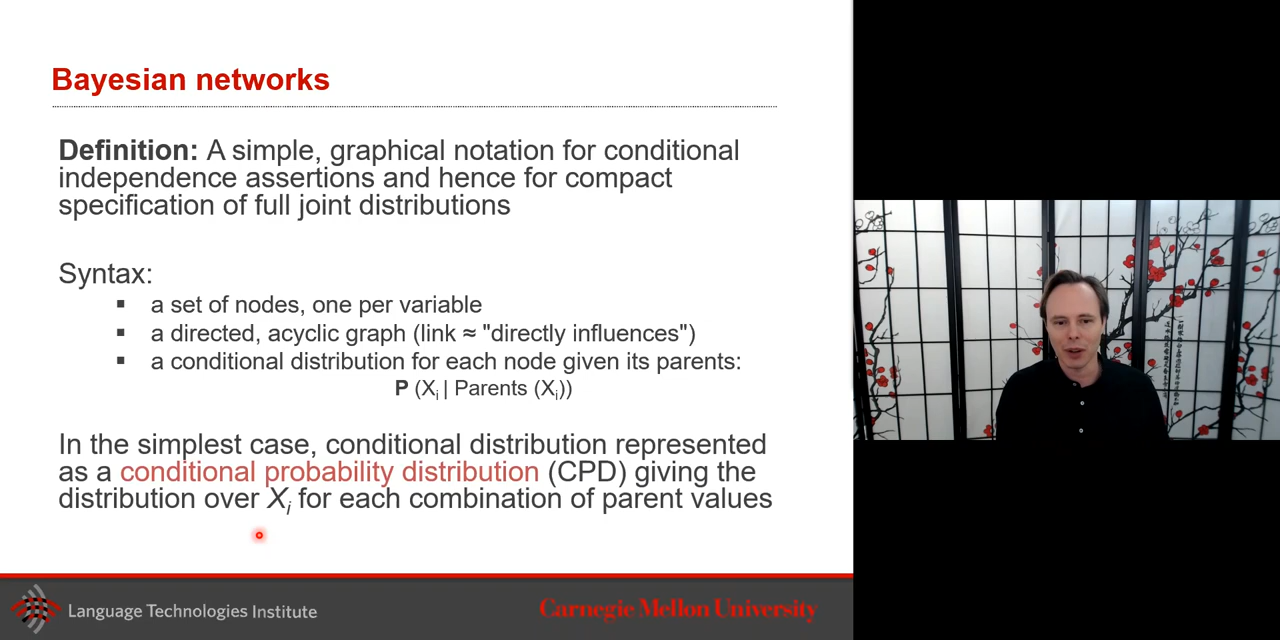 Bayesian networks
Definition: A simple, graphical notation for conditional
independence assertions and hence for compact
specification of full joint distributions
Syntax:
▪ a set of nodes, one per variable
▪ a directed, acyclic graph (link ≈ "directly influences")
▪ a conditional distribution for each node given its parents:
P (Xi | Parents (Xi))
In the simplest case, conditional distribution represented
as a conditional probability distribution (CPD) giving the
distribution over Xi for each combination of parent values
Language Technologies Institute
Carnegie Mellon University